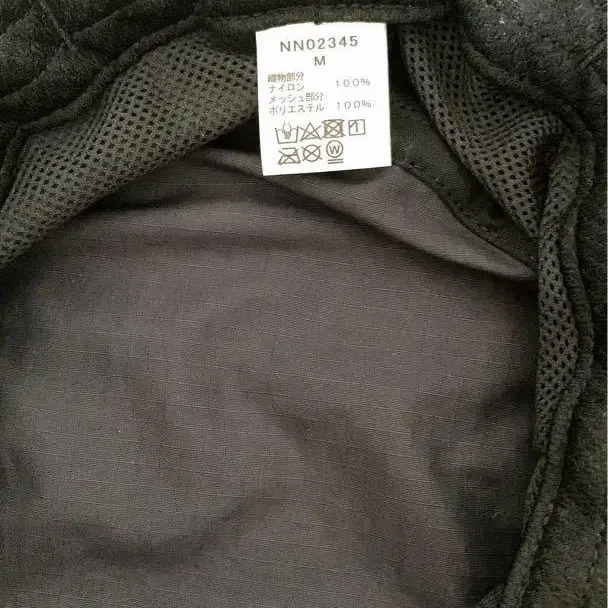 NN02345
M
織物部分
ナイロン 100%
メッシュ部分
ポリエステル 100%
W